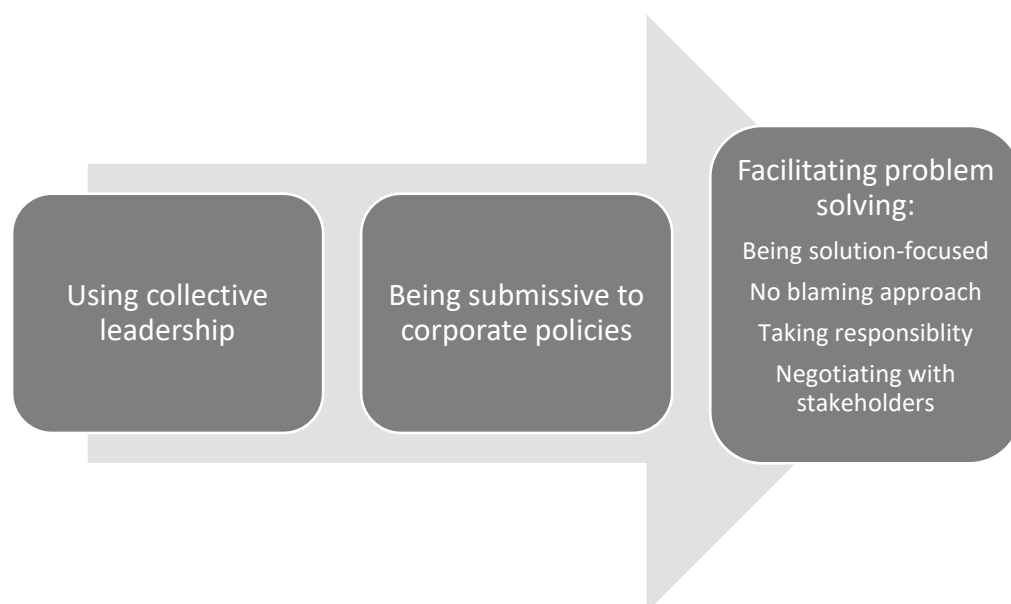 Using collective
leadership
Being submissive to
corporate policies
Facilitating problem
solving:
Being solution-focused
No blaming approach
Taking responsiblity
Negotiating with
stakeholders